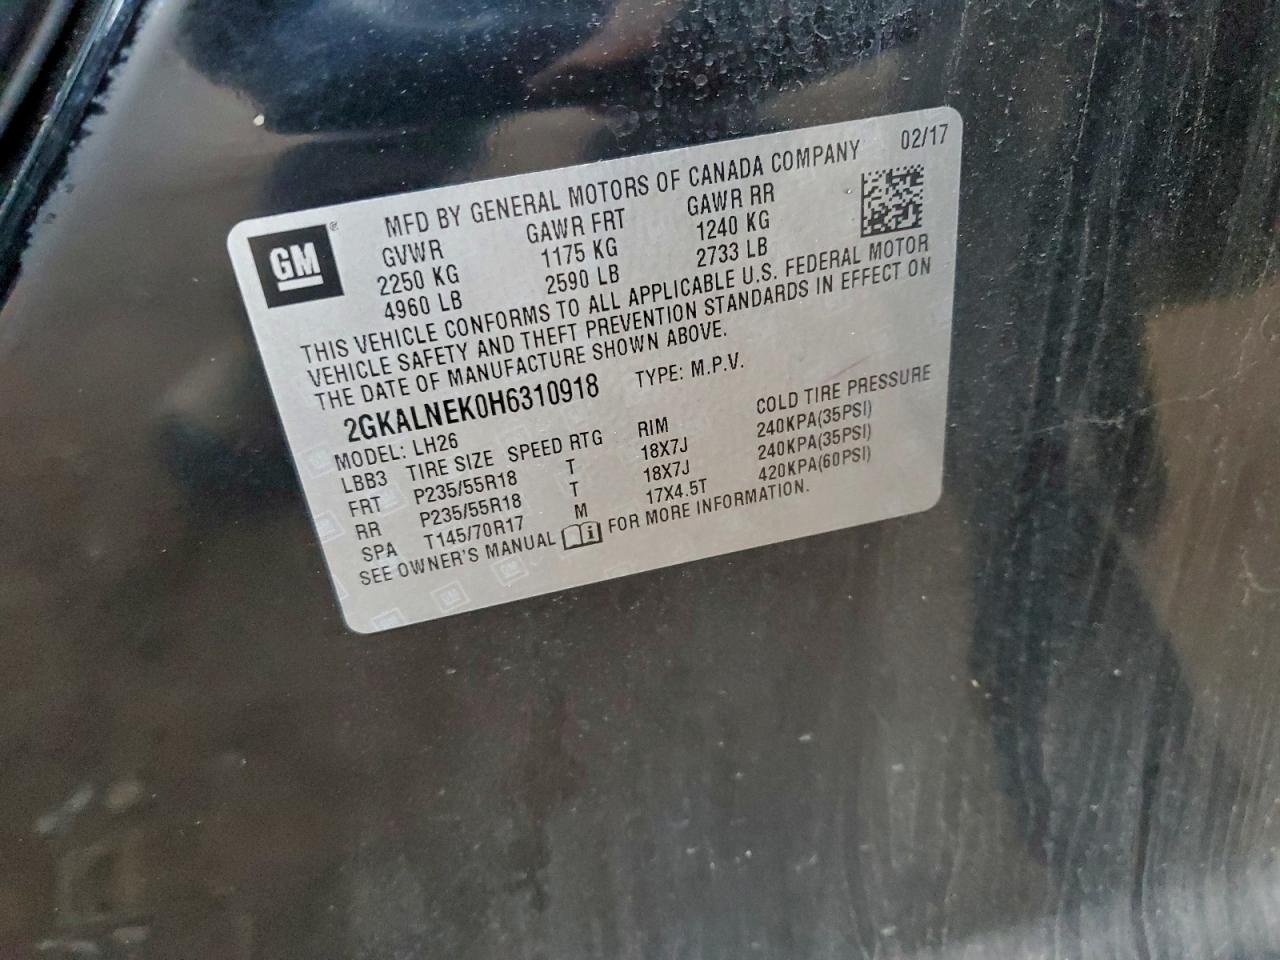 02/17
GM®
MFD BY GENERAL MOTORS OF CANADA COMPANY
GVWR GAWR FRT GAWR RR
2250 KG 1175 KG 1240 KG
4960 LB 2590 LB 2733 LB
THIS VEHICLE CONFORMS TO ALL APPLICABLE U.S. FEDERAL MOTOR
VEHICLE SAFETY AND THEFT PREVENTION STANDARDS IN EFFECT ON
THE DATE OF MANUFACTURE SHOWN ABOVE.
2GKALNEK0H6310918 TYPE: M.P.V.
MODEL: LH26
LBB3 TIRE SIZE SPEED RTG RIM COLD TIRE PRESSURE
FRT P235/55R18 T 18X7J 240KPA(35PSI)
RR P235/55R18 T 18X7J 240KPA(35PSI)
SPA T145/70R17 M 17X4.5T 420KPA(60PSI)
SEE OWNER'S MANUAL FOR MORE INFORMATION.